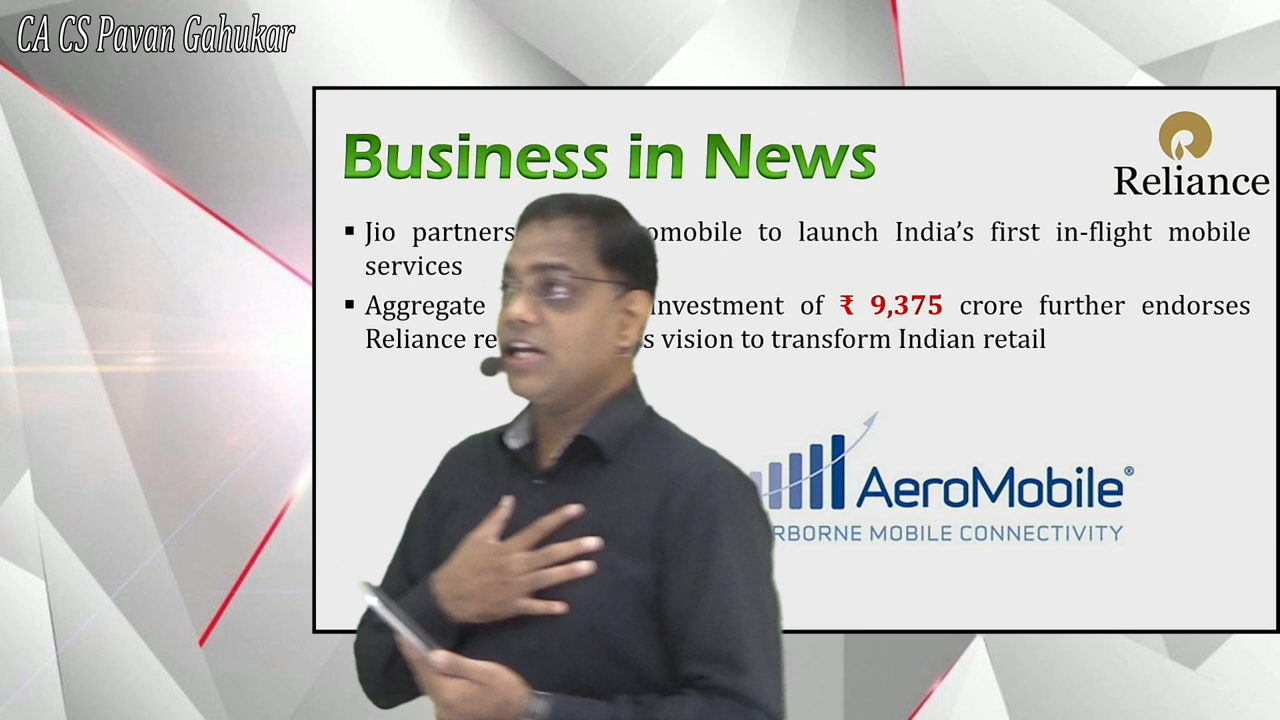 CA CS Pavan Gahukar
Business in News
Reliance
▪ Jio partners omobile to launch India's first in-flight mobile
services
▪ Aggregate investment of ₹ 9,375 crore further endorses
Reliance re s vision to transform Indian retail
AeroMobile®
RBORNE MOBILE CONNECTIVITY